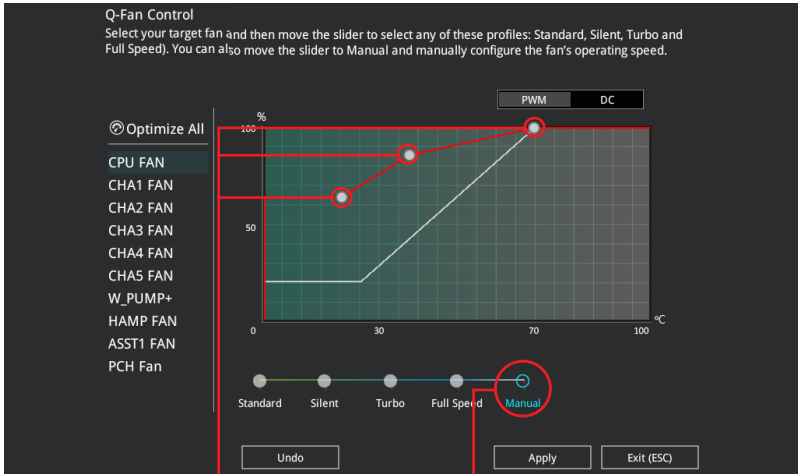 Q-Fan Control
Select your target fan and then move the slider to select any of these profiles: Standard, Silent, Turbo and
Full Speed). You can also move the slider to Manual and manually configure the fan's operating speed.
PWM DC
Optimize All
%
100
CPU FAN
CHA1 FAN
CHA2 FAN
CHA3 FAN
50
CHA4 FAN
CHA5 FAN
W_PUMP+
HAMP FAN
ºC
0 30 70 100
ASST1 FAN
PCH Fan
Standard Silent Turbo Full Speed Manual
Undo Apply Exit (ESC)